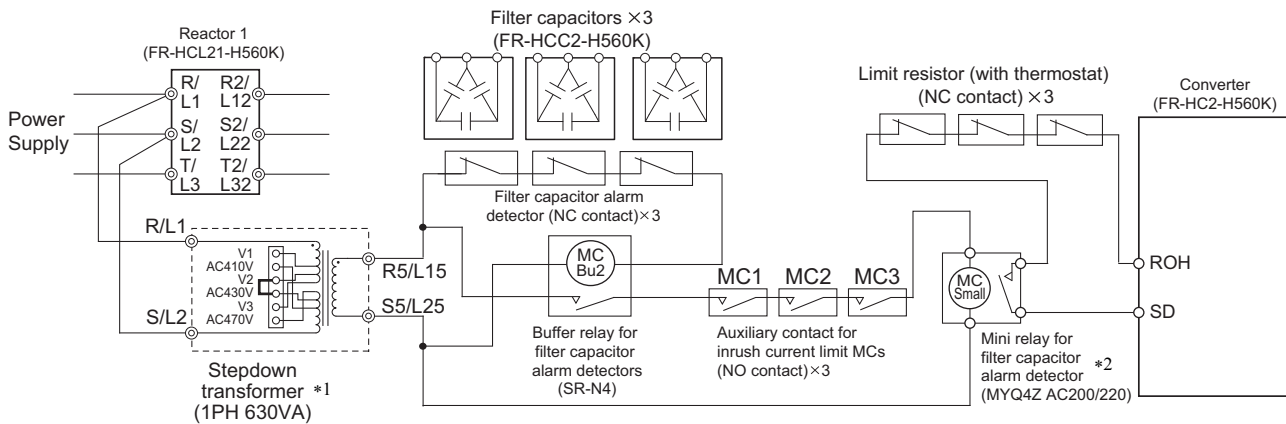 Reactor 1
(FR-HCL21-H560K)
R/
L1
R2/
L12
S/
L2
S2/
L22
T/
L3
T2/
L32
Power
Supply
Filter capacitors ×3
(FR-HCC2-H560K)
Filter capacitor alarm
detector (NC contact)×3
Limit resistor (with thermostat)
(NC contact) ×3
Converter
(FR-HC2-H560K)
ROH
SD
R/L1
S/L2
V1
AC410V
V2
AC430V
V3
AC470V
R5/L15
S5/L25
Stepdown
transformer *1
(1PH 630VA)
MC
Bu2
Buffer relay for
filter capacitor
alarm detectors
(SR-N4)
MC1 MC2 MC3
Auxiliary contact for
inrush current limit MCs
(NO contact)×3
MC
Small
Mini relay for
filter capacitor
alarm detector *2
(MYQ4Z AC200/220)